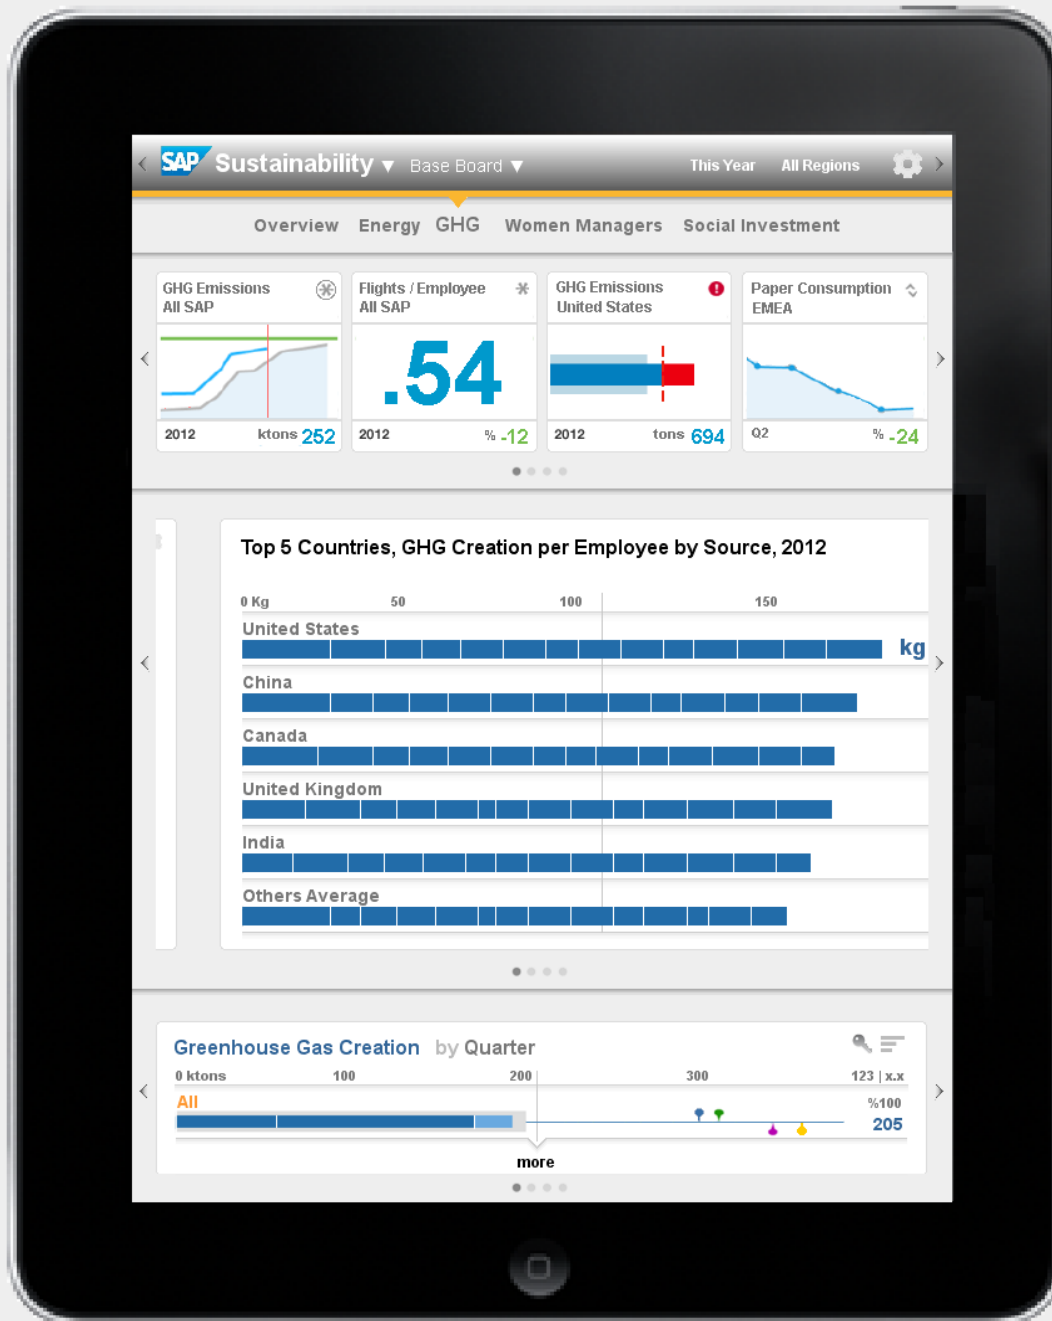 SAP Sustainability Base Board This Year All Regions
Overview Energy GHG Women Managers Social Investment
GHG Emissions
All SAP
2012 ktons 252
Flights / Employee
All SAP
.54
2012 % -12
GHG Emissions
United States
2012 tons 694
Paper Consumption
EMEA
Q2 % -24
Top 5 Countries, GHG Creation per Employee by Source, 2012
0 Kg 50 100 150
United States
kg
China
Canada
United Kingdom
India
Others Average
Greenhouse Gas Creation by Quarter
0 ktons 100 200 300 123 | x.x
All %100
205
more